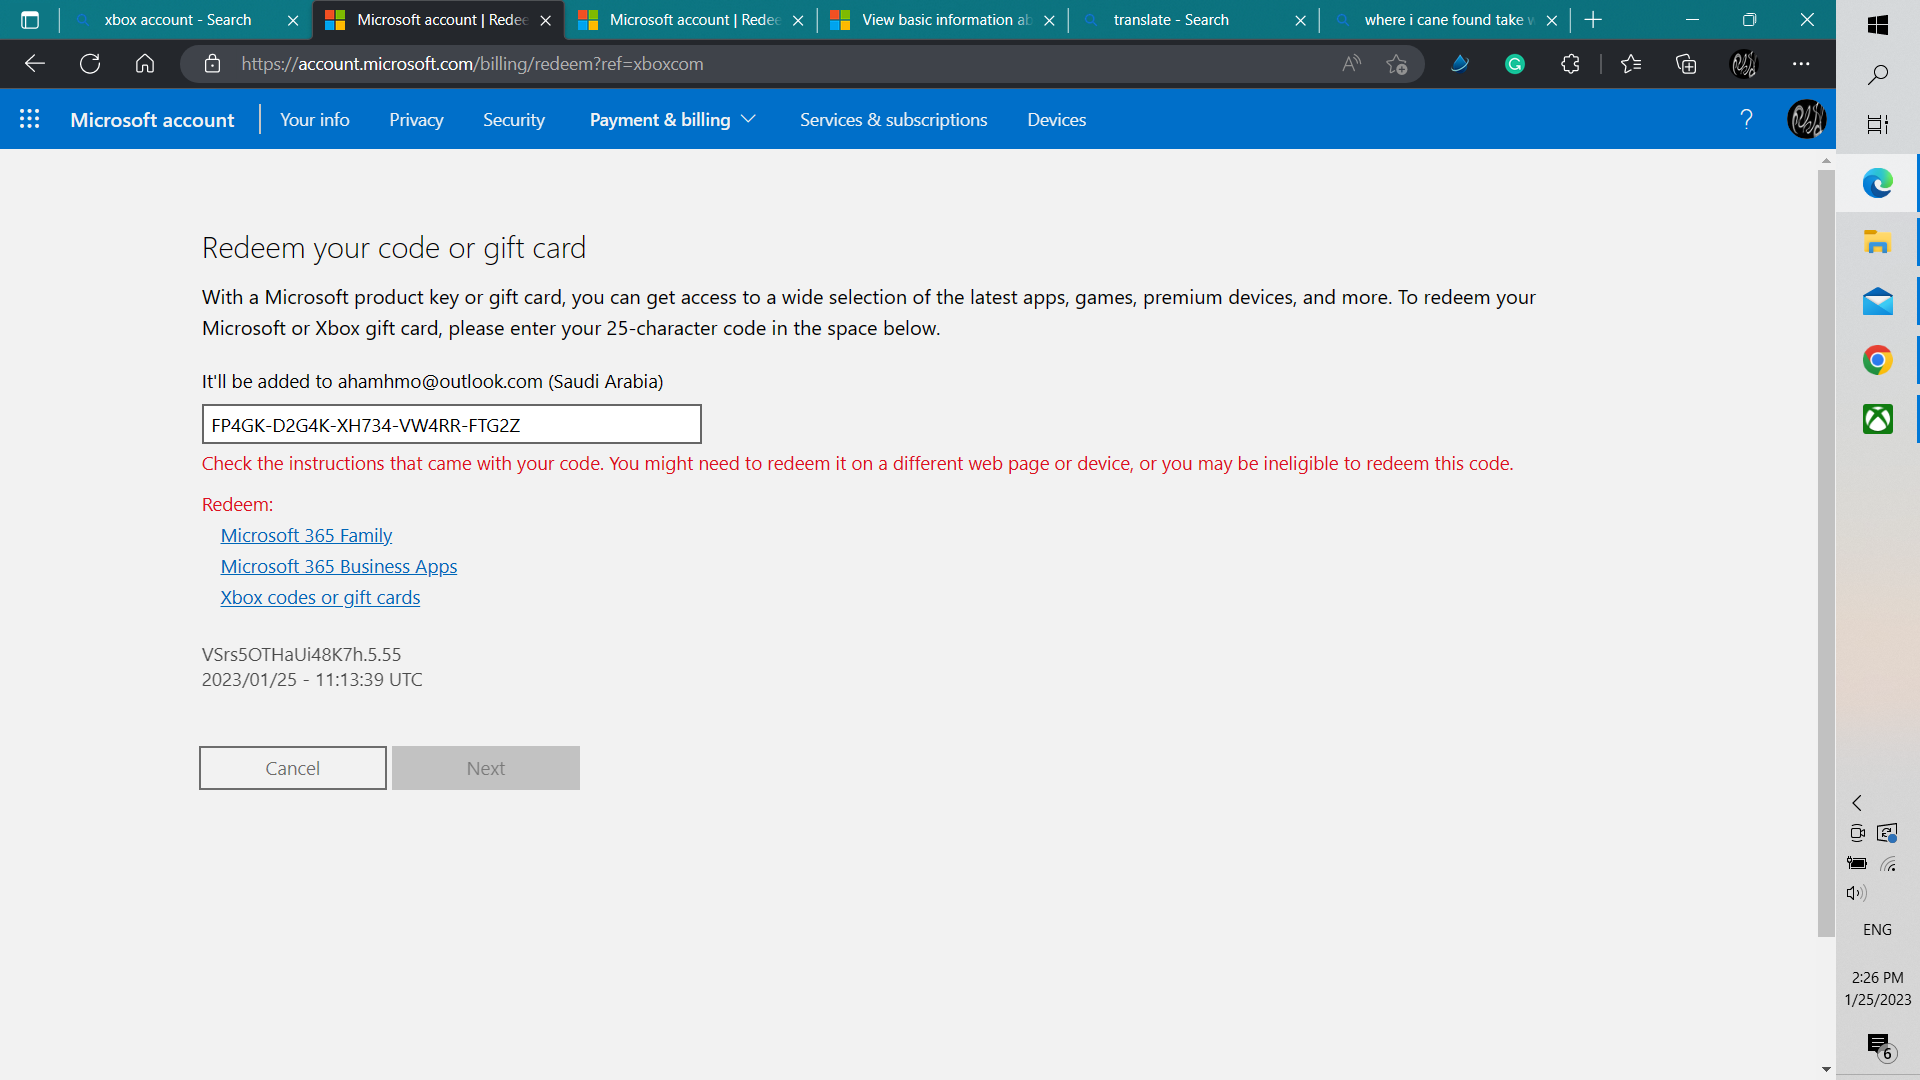 xbox account - Search
Microsoft account | Redee
Microsoft account | Redee
View basic information ab
translate - Search
where i cane found take w
https://account.microsoft.com/billing/redeem?ref=xboxcom
Microsoft account
Your info
Privacy
Security
Payment & billing
Services & subscriptions
Devices
?
Redeem your code or gift card
With a Microsoft product key or gift card, you can get access to a wide selection of the latest apps, games, premium devices, and more. To redeem your
Microsoft or Xbox gift card, please enter your 25-character code in the space below.
It'll be added to ahamhmo@outlook.com (Saudi Arabia)
FP4GK-D2G4K-XH734-VW4RR-FTG2Z
Check the instructions that came with your code. You might need to redeem it on a different web page or device, or you may be ineligible to redeem this code.
Redeem:
Microsoft 365 Family
Microsoft 365 Business Apps
Xbox codes or gift cards
VSrs5OTHaUi48K7h.5.55
2023/01/25 - 11:13:39 UTC
Cancel
Next
ENG
2:26 PM
1/25/2023
6